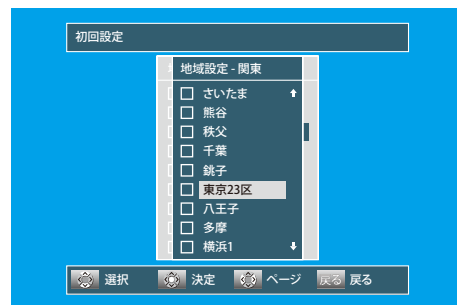 初回設定
地域設定 - 関東
さいたま
熊谷
秩父
千葉
銚子
東京23区
八王子
多摩
横浜1
選択 決定 ページ 戻る 戻る